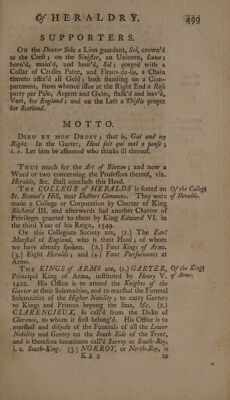 Of HERALDRY. 499
SUPPORTERS.
ON the Dexter Side a Lion guardant, Sol, crown'd
as the Crest; on the Sinister, an Unicorn, Luna;
horn'd, main'd, and hoof'd, Sol; gorged with a
Collar of Crosses Patee, and Fleurs-de-lis, a Chain
thereto affix'd all Gold; both standing on a Com-
partment, from whence issue at the Right End a Rose
party per Pale, Argent and Gules, stalk'd and leav'd,
Vert, for England; and on the Left a Thistle proper
for Scotland.
MOTTO.
DIEU ET MON DROIT; that is, God and my
Right. In the Garter, Honi soit qui mal y pense;
i. e. Let him be ashamed who thinks ill thereof.
THUS much for the Art of Blazon; and now a
Word or two concerning the Professors thereof, viz.
Heralds, &c. shall conclude this Head.
The COLLEGE of HERALDS is seated on
St. Bennet's Hill, near Doctors Commons. They were
made a College or Corporation by Charter of King
Richard III. and afterwards had another Charter of
Privileges granted to them by King Edward VI. in
the third Year of his Reign, 1549.
Of the College
of Heralds.
OF this Collegiate Society are, (1.) The Earl
Marshal of England, who is their Head; of whom
we have already spoken. (2.) Four Kings of Arms.
(3.) Eight Heralds; and (4.) Four Pursuivants at
Arms.
THE KINGS of ARMS are, (1.) GARTER,
Principal King of Arms, instituted by Henry V.
1422. His Office is to attend the Knights of the
Garter at their Solemnities, and to marshal the Funeral
Solemnities of the Higher Nobility; to carry Garters
to Kings and Princes beyong the Seas, &c. (2.)
CLARENCIEUX, so call'd from the Duke of
Clarence, to whom it first belong'd. His Office is to
marshal and dispose of the Funerals of all the Lower
Nobility and Gentry on the South Side of the Trent,
and is therefore sometimes call'd Surroy or South-Roy,
i. e. South-King. (3.) NORROY, or North-Roy, is
Of the Kings
of Arms.
K k 2 to